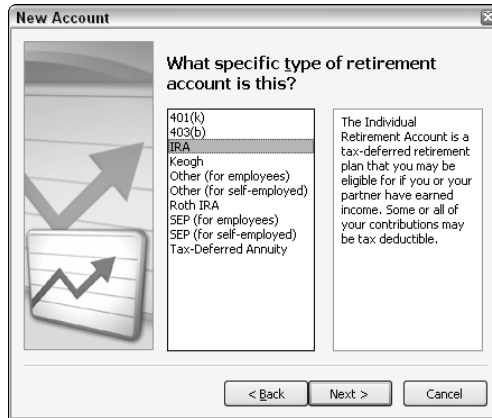 New Account
What specific type of retirement
account is this?
401(k)
403(b)
IRA
Keogh
Other (for employees)
Other (for self-employed)
Roth IRA
SEP (for employees)
SEP (for self-employed)
Tax-Deferred Annuity
The Individual
Retirement Account is a
tax-deferred retirement
plan that you may be
eligible for if you or your
partner have earned
income. Some or all of
your contributions may
be tax deductible.
< Back
Next >
Cancel